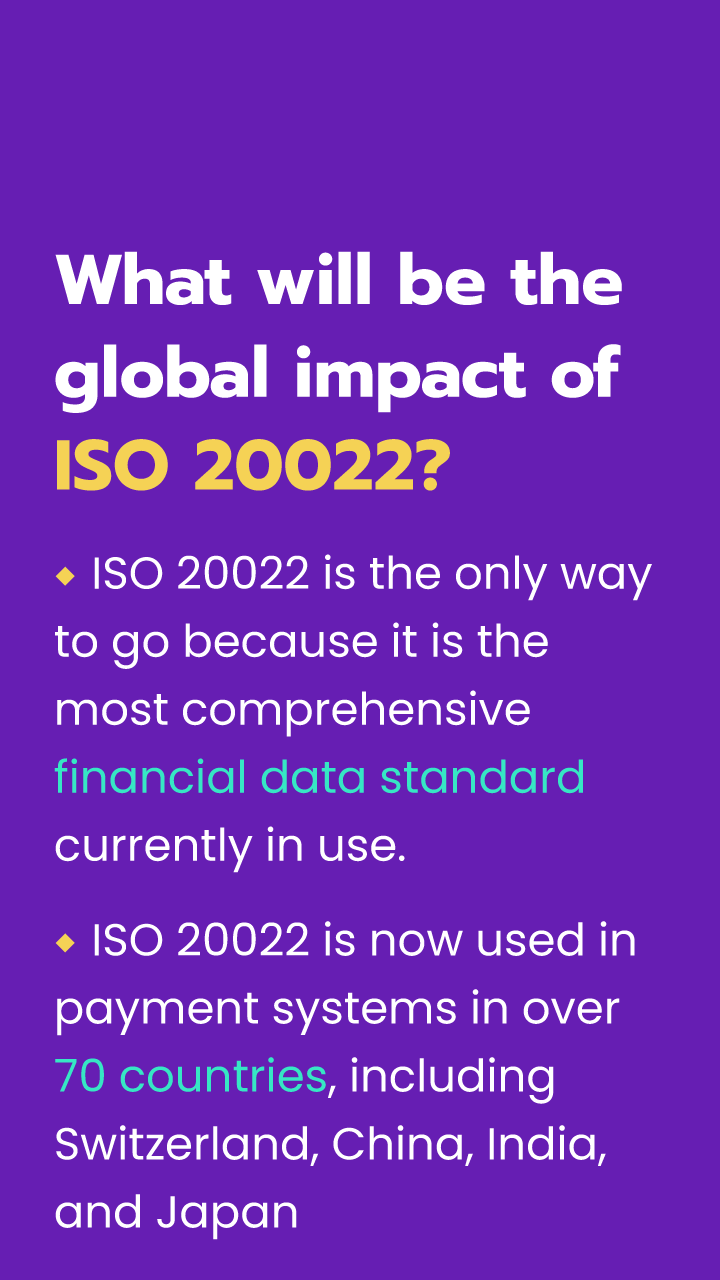 What will be the
global impact of
ISO 20022?
◆ ISO 20022 is the only way
to go because it is the
most comprehensive
financial data standard
currently in use.
◆ ISO 20022 is now used in
payment systems in over
70 countries, including
Switzerland, China, India,
and Japan